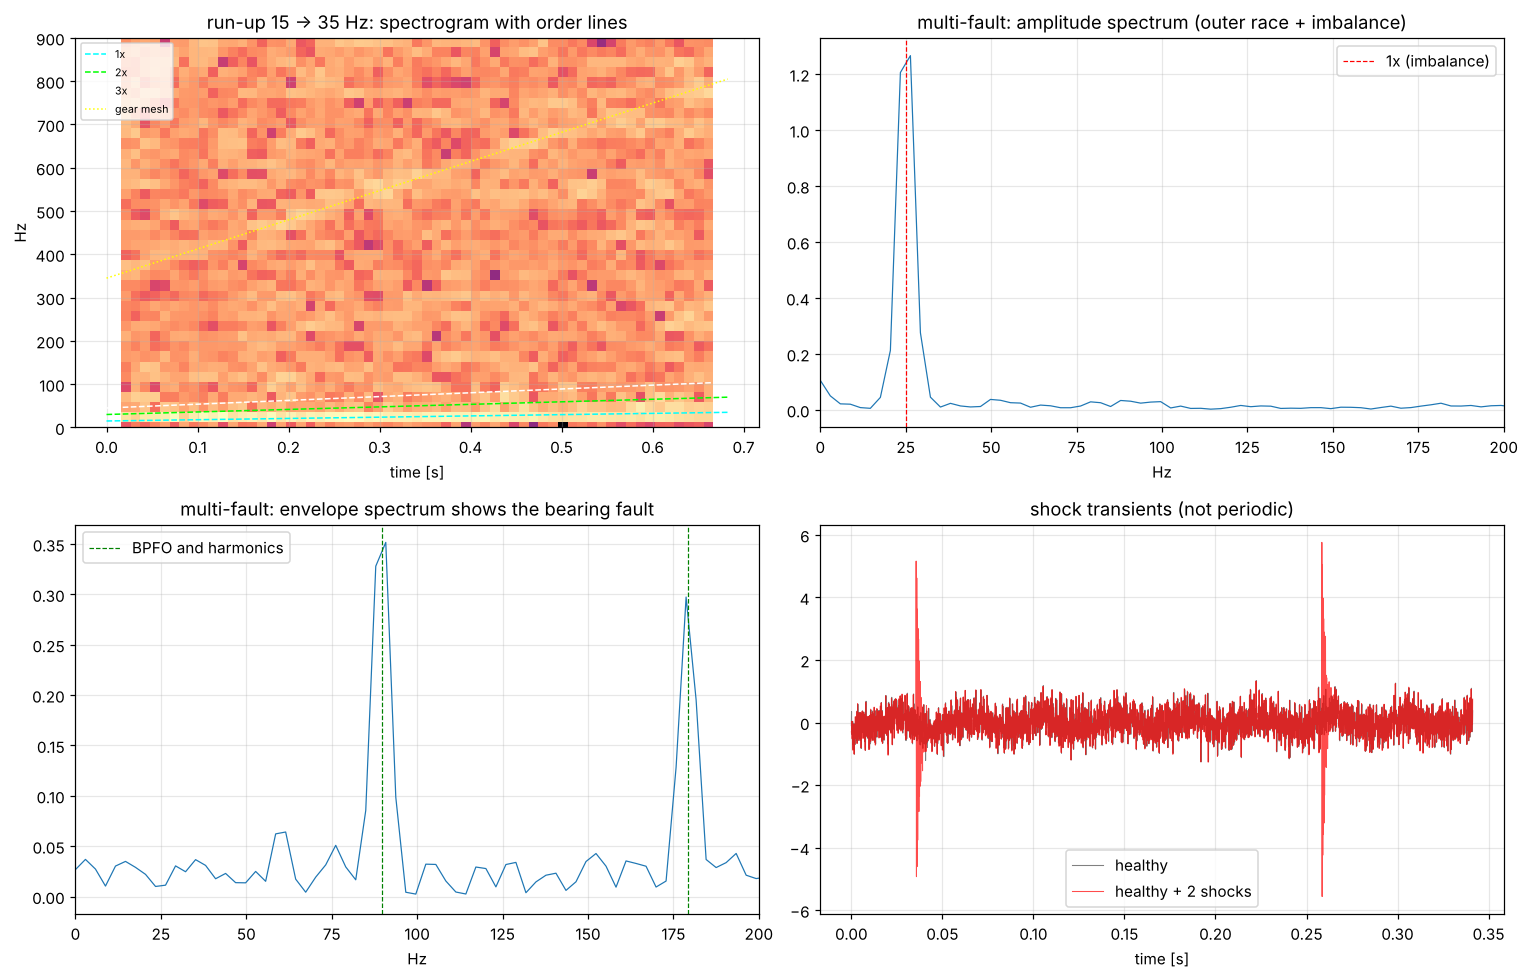 run-up 15 → 35 Hz: spectrogram with order lines
900
800
700
600
500
400
300
200
100
0
Hz
1x
2x
3x
gear mesh
0.0 0.1 0.2 0.3 0.4 0.5 0.6 0.7
time [s]
multi-fault: amplitude spectrum (outer race + imbalance)
1.2
1.0
0.8
0.6
0.4
0.2
0.0
1x (imbalance)
0 25 50 75 100 125 150 175 200
Hz
multi-fault: envelope spectrum shows the bearing fault
0.35
0.30
0.25
0.20
0.15
0.10
0.05
0.00
BPFO and harmonics
0 25 50 75 100 125 150 175 200
Hz
shock transients (not periodic)
6
4
2
0
−2
−4
−6
healthy
healthy + 2 shocks
0.00 0.05 0.10 0.15 0.20 0.25 0.30 0.35
time [s]